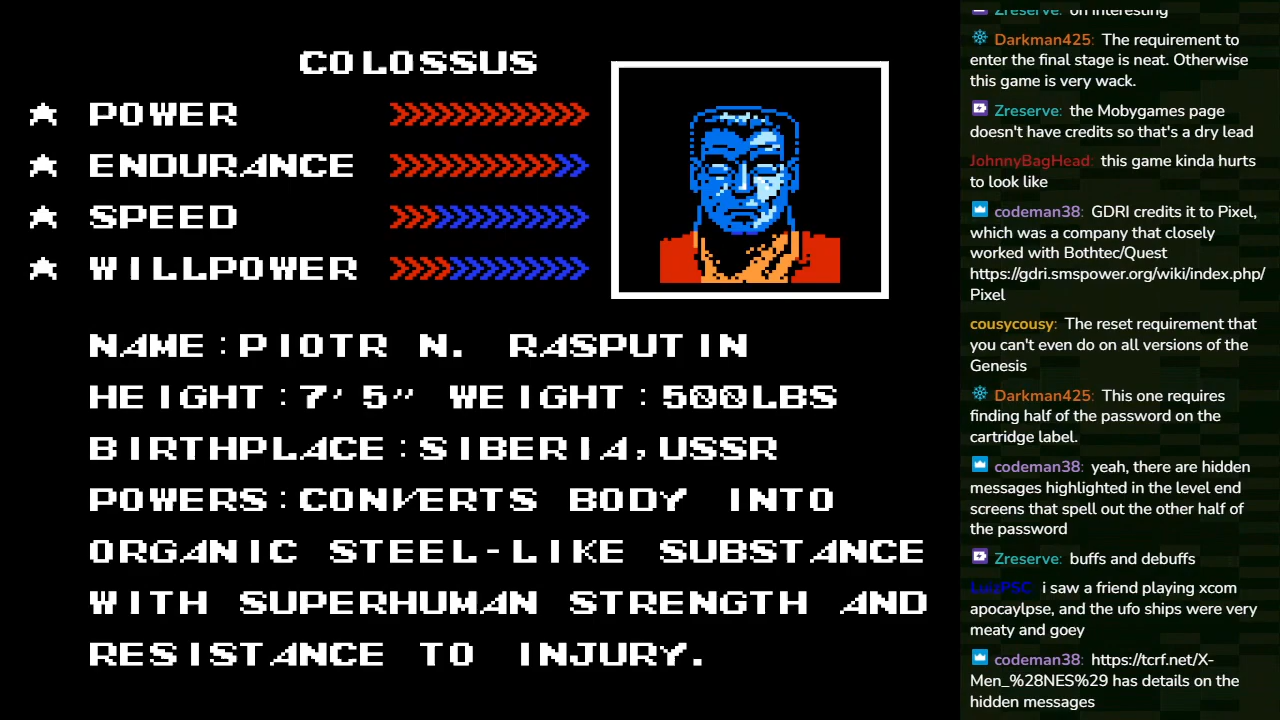 COLOSSUS
POWER
ENDURANCE
SPEED
WILLPOWER
NAME:PIOTR N. RASPUTIN
HEIGHT:7'5" WEIGHT:500LBS
BIRTHPLACE:SIBERIA,USSR
POWERS:CONVERTS BODY INTO
ORGANIC STEEL-LIKE SUBSTANCE
WITH SUPERHUMAN STRENGTH AND
RESISTANCE TO INJURY.
Zreserve: oh interesting
Darkman425: The requirement to
enter the final stage is neat. Otherwise
this game is very wack.
Zreserve: the Mobygames page
doesn't have credits so that's a dry lead
JohnnyBagHead: this game kinda hurts
to look like
codeman38: GDRI credits it to Pixel,
which was a company that closely
worked with Bothtec/Quest
https://gdri.smspower.org/wiki/index.php/
Pixel
cousycousy: The reset requirement that
you can't even do on all versions of the
Genesis
Darkman425: This one requires
finding half of the password on the
cartridge label.
codeman38: yeah, there are hidden
messages highlighted in the level end
screens that spell out the other half of
the password
Zreserve: buffs and debuffs
LuizPSC: i saw a friend playing xcom
apocaylpse, and the ufo ships were very
meaty and goey
codeman38: https://tcrf.net/X-
Men_%28NES%29 has details on the
hidden messages